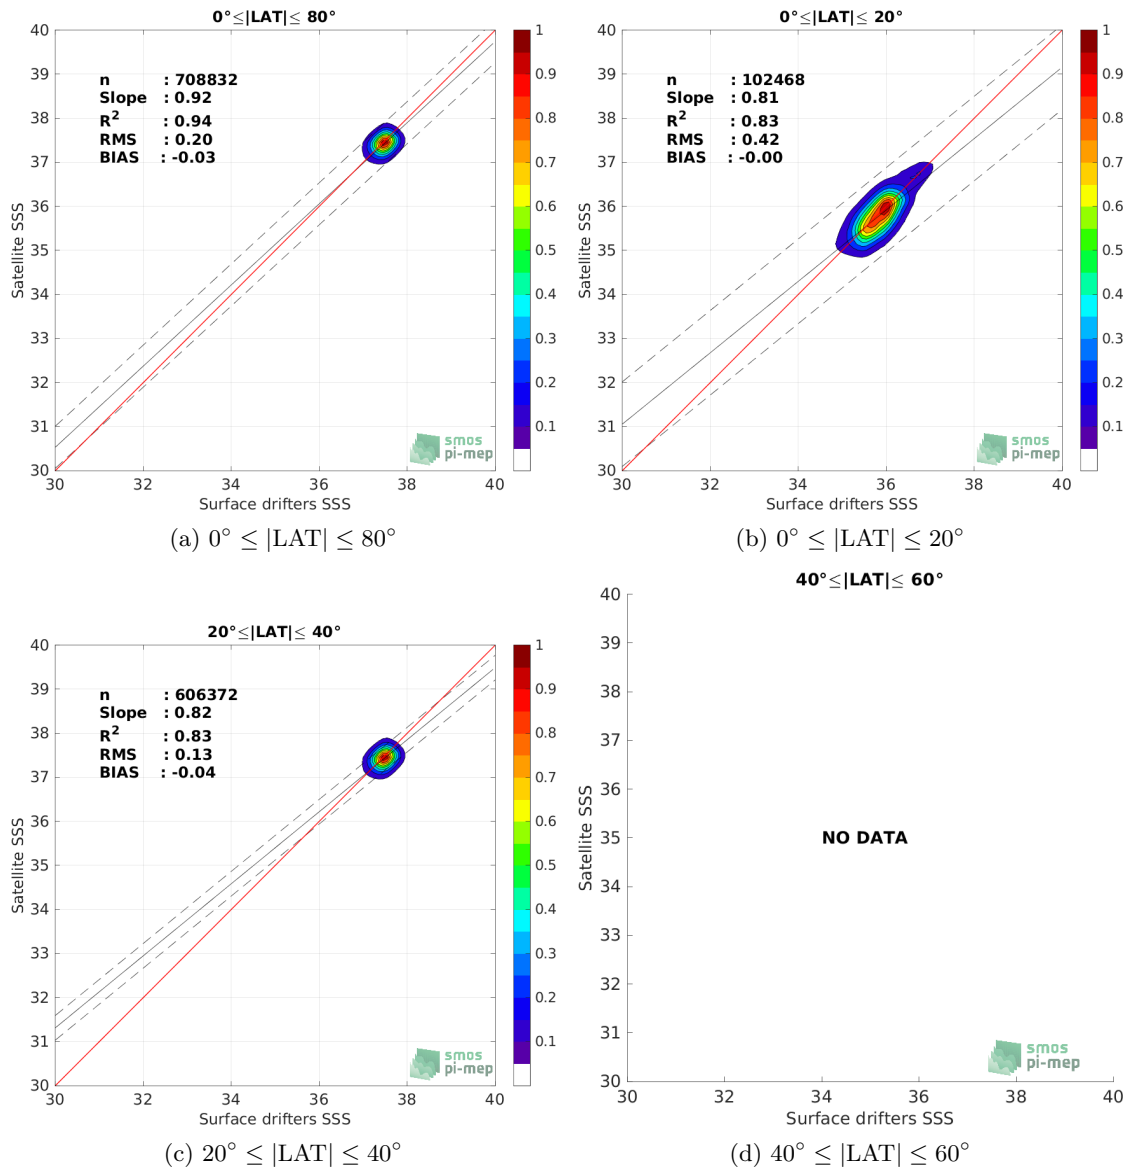 0°≤|LAT|≤ 80°
n : 708832
Slope : 0.92
R2 : 0.94
RMS : 0.20
BIAS : -0.03
Satellite SSS
40
39
38
37
36
35
34
33
32
31
30
30 32 34 36 38 40
Surface drifters SSS
1
0.9
0.8
0.7
0.6
0.5
0.4
0.3
0.2
0.1
smos
pi-mep
(a) 0° ≤ |LAT| ≤ 80°
0°≤|LAT|≤ 20°
n : 102468
Slope : 0.81
R2 : 0.83
RMS : 0.42
BIAS : -0.00
Satellite SSS
40
39
38
37
36
35
34
33
32
31
30
30 32 34 36 38 40
Surface drifters SSS
1
0.9
0.8
0.7
0.6
0.5
0.4
0.3
0.2
0.1
smos
pi-mep
(b) 0° ≤ |LAT| ≤ 20°
20°≤|LAT|≤ 40°
n : 606372
Slope : 0.82
R2 : 0.83
RMS : 0.13
BIAS : -0.04
Satellite SSS
40
39
38
37
36
35
34
33
32
31
30
30 32 34 36 38 40
Surface drifters SSS
1
0.9
0.8
0.7
0.6
0.5
0.4
0.3
0.2
0.1
smos
pi-mep
(c) 20° ≤ |LAT| ≤ 40°
40°≤|LAT|≤ 60°
NO DATA
Satellite SSS
40
39
38
37
36
35
34
33
32
31
30
30 32 34 36 38 40
Surface drifters SSS
smos
pi-mep
(d) 40° ≤ |LAT| ≤ 60°